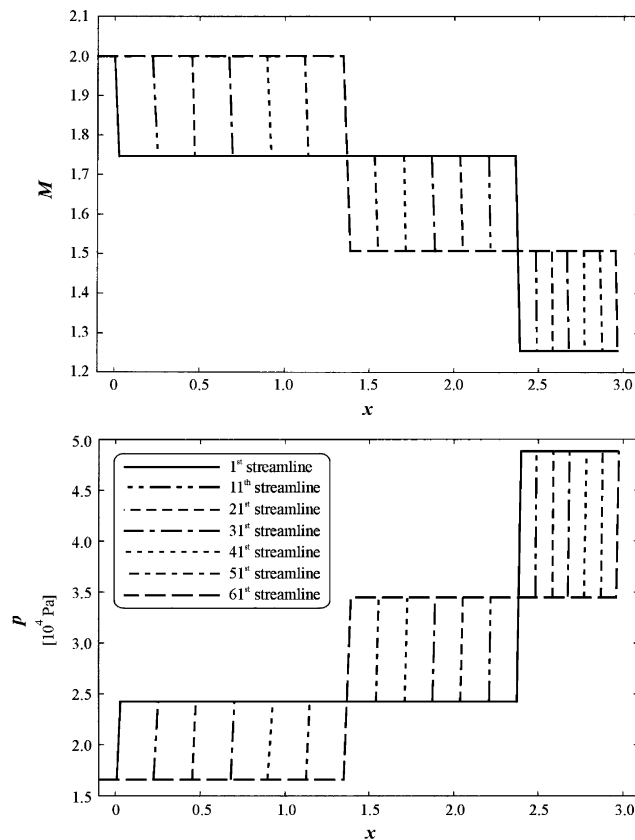 2.1
2.0
1.9
1.8
1.7
1.6
1.5
1.4
1.3
1.2
M
0
0.5
1.0
1.5
2.0
2.5
3.0
x
5.0
4.5
4.0
3.5
3.0
2.5
2.0
1.5
p
[10⁴ Pa]
1st streamline
11th streamline
21st streamline
31st streamline
41st streamline
51st streamline
61st streamline
0
0.5
1.0
1.5
2.0
2.5
3.0
x